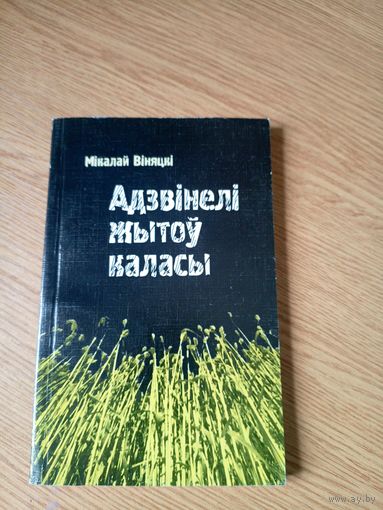 Мікалай Віняцкі
Адзвінелі
жытоў
каласы
www.ay.by